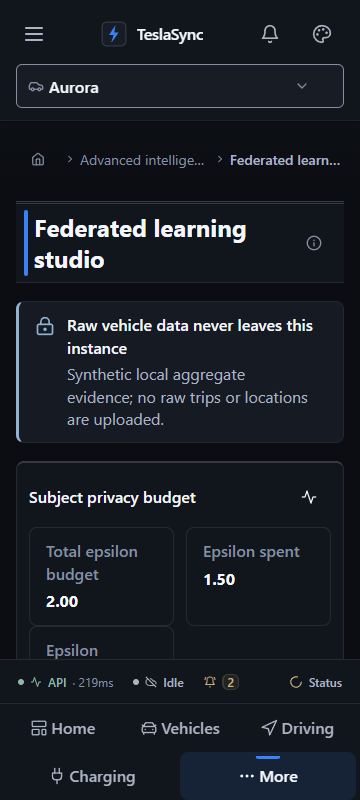 TeslaSync
Aurora
Advanced intellige...
Federated learn...
Federated learning
studio
Raw vehicle data never leaves this
instance
Synthetic local aggregate
evidence; no raw trips or locations
are uploaded.
Subject privacy budget
Total epsilon
budget
2.00
Epsilon spent
1.50
Epsilon
API · 219ms
Idle
2
Status
Home
Vehicles
Driving
Charging
More